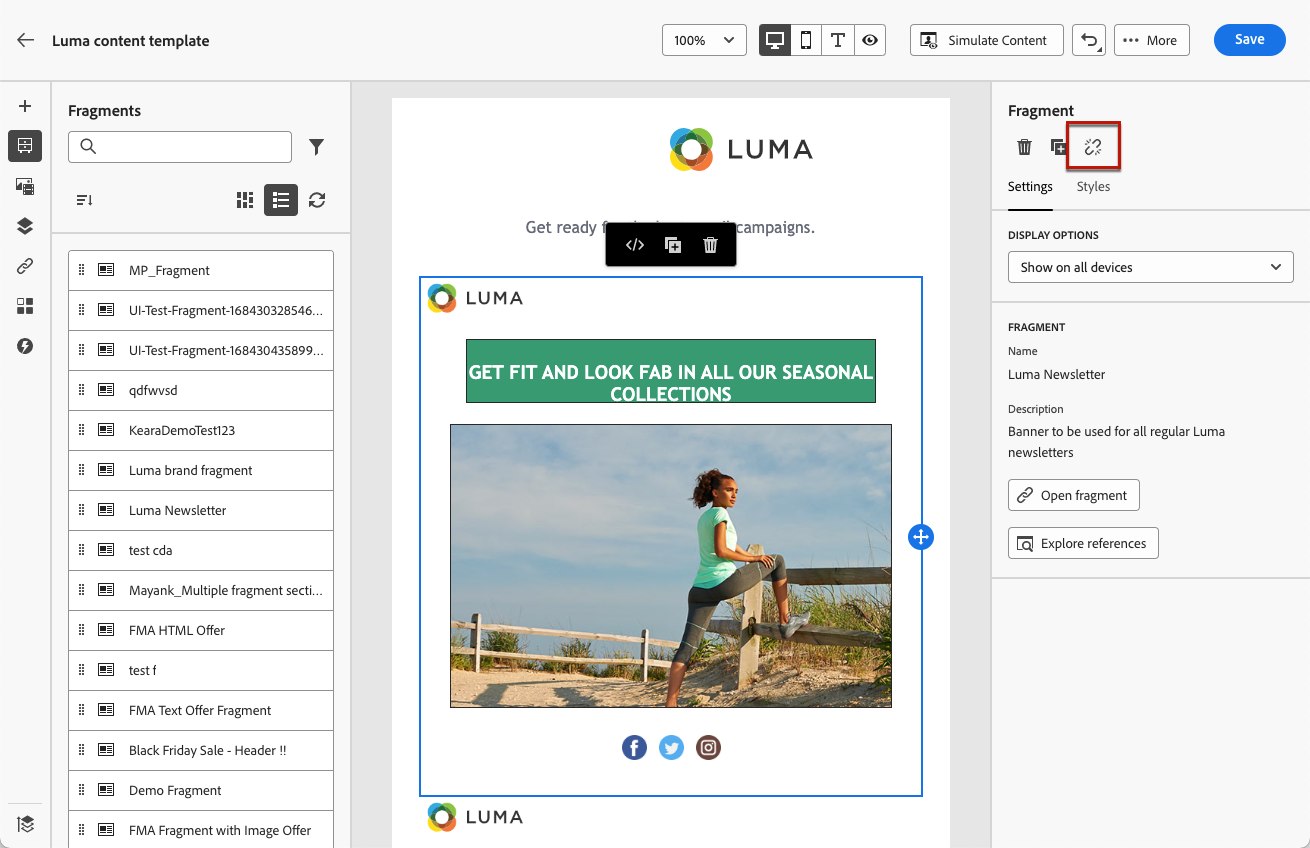 Luma content template
100%
Simulate Content
More
Save
Fragments
MP_Fragment
UI-Test-Fragment-168430328546...
UI-Test-Fragment-168430435899...
qdfwvsd
KearaDemoTest123
Luma brand fragment
Luma Newsletter
test cda
Mayank_Multiple fragment secti...
FMA HTML Offer
test f
FMA Text Offer Fragment
Black Friday Sale - Header !!
Demo Fragment
FMA Fragment with Image Offer
LUMA
Get ready campaigns.
LUMA
GET FIT AND LOOK FAB IN ALL OUR SEASONAL
COLLECTIONS
LUMA
Fragment
Settings
Styles
DISPLAY OPTIONS
Show on all devices
FRAGMENT
Name
Luma Newsletter
Description
Banner to be used for all regular Luma
newsletters
Open fragment
Explore references